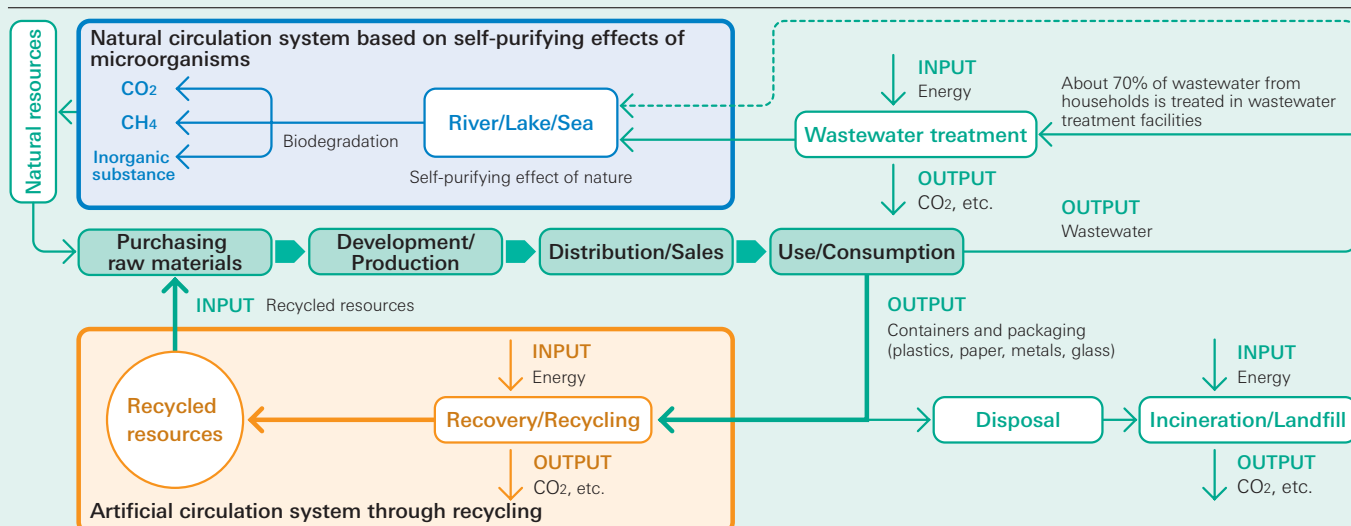 Natural resources
Natural circulation system based on self-purifying effects of
microorganisms
CO₂
CH₄
Inorganic
substance
Biodegradation
River/Lake/Sea
Self-purifying effect of nature
INPUT
Energy
Wastewater treatment
OUTPUT
CO₂, etc.
About 70% of wastewater from
households is treated in wastewater
treatment facilities
OUTPUT
Wastewater
Purchasing
raw materials
Development/
Production
Distribution/Sales
Use/Consumption
INPUT Recycled resources
OUTPUT
Containers and packaging
(plastics, paper, metals, glass)
Recycled
resources
INPUT
Energy
Recovery/Recycling
OUTPUT
CO₂, etc.
Artificial circulation system through recycling
Disposal
INPUT
Energy
Incineration/Landfill
OUTPUT
CO₂, etc.